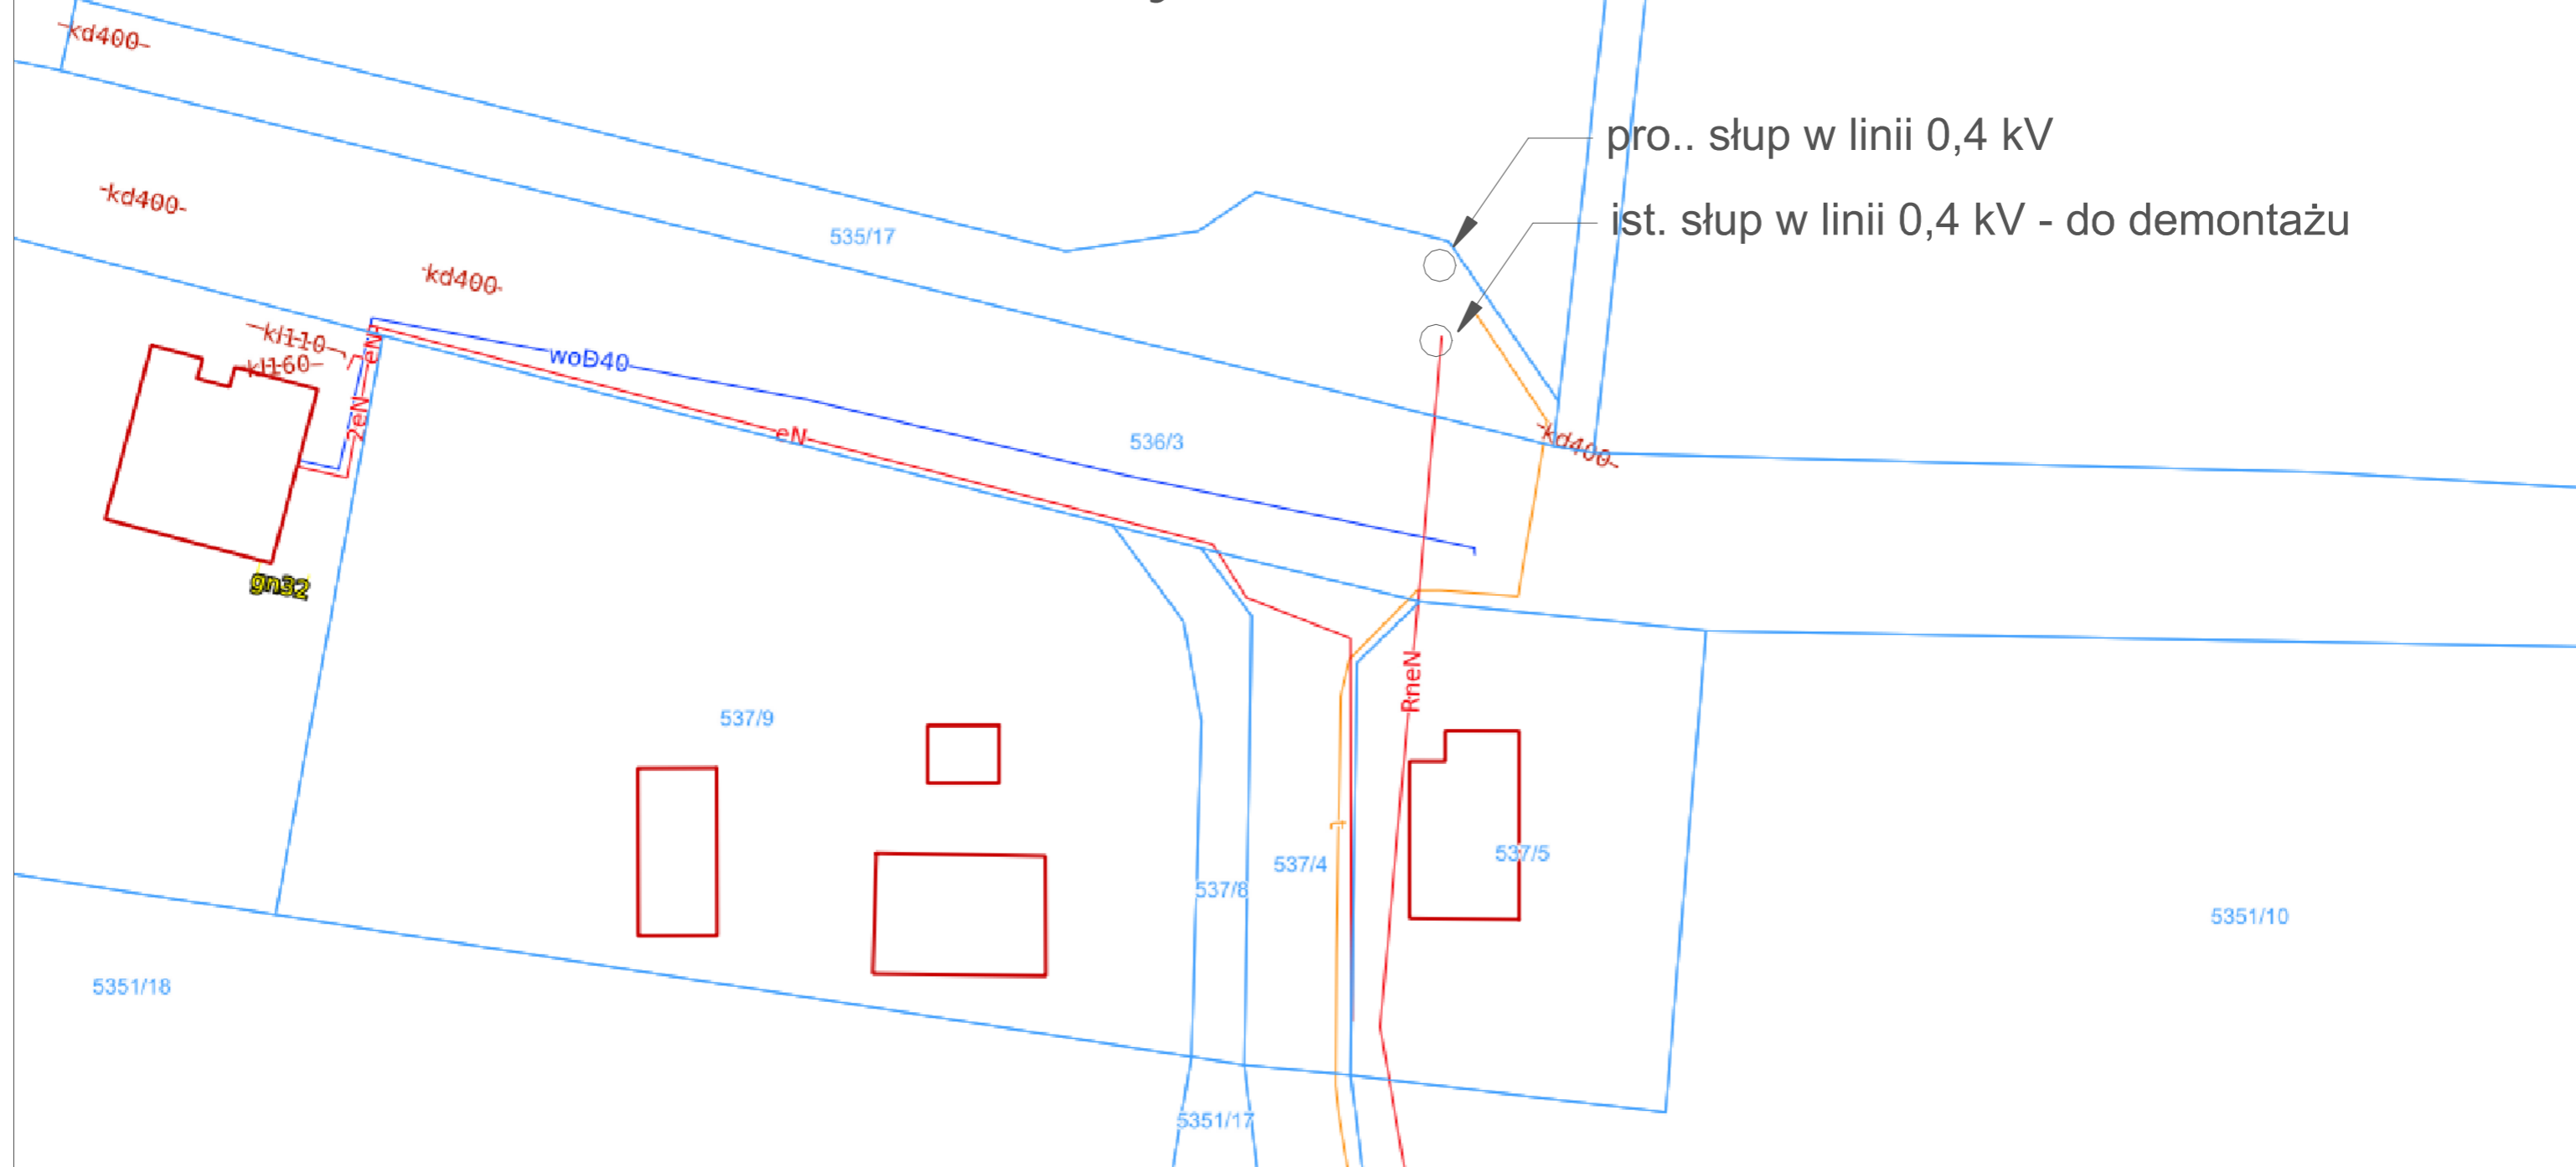 -kd400-
pro.. słup w linii 0,4 kV
-kd400-
ist. słup w linii 0,4 kV - do demontażu
535/17
-kd400-
kl110
kl160
eN
woD40
2eN
eN
536/3
-kd400-
gn32
RneN
537/9
t
537/4
537/5
537/8
5351/10
5351/18
5351/17